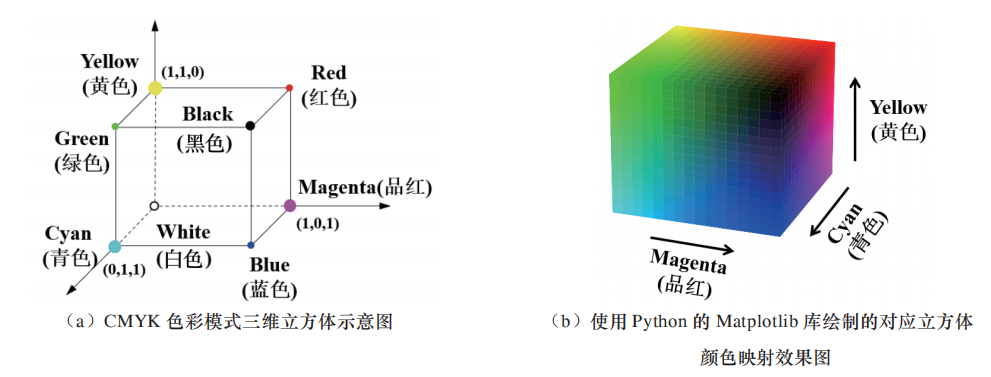 Yellow
(黄色)
(1,1,0)
Red
(红色)
Black
(黑色)
Green
(绿色)
Magenta(品红)
(1,0,1)
Cyan
(青色)
(0,1,1)
White
(白色)
Blue
(蓝色)
(a)CMYK 色彩模式三维立方体示意图
Yellow
(黄色)
Cyan
(青色)
Magenta
(品红)
(b)使用 Python 的 Matplotlib 库绘制的对应立方体
颜色映射效果图